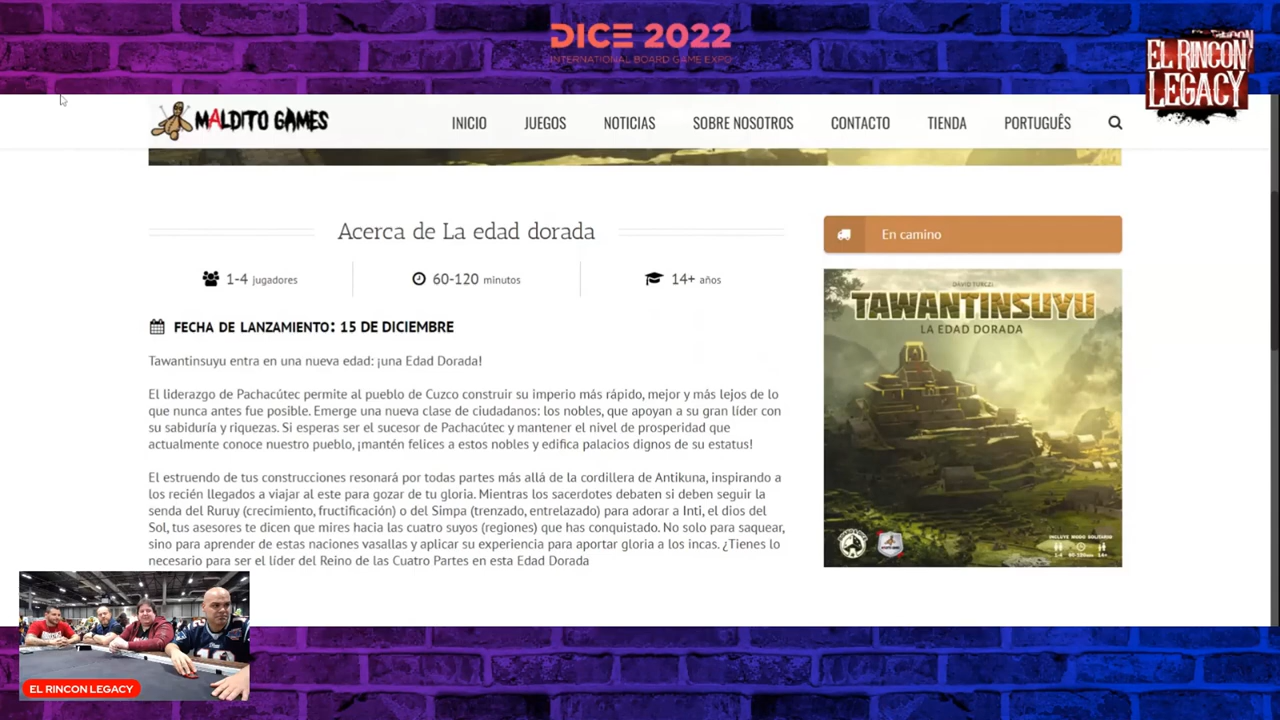 DICE 2022
INTERNATIONAL BOARD GAME EXPO
EL RINCON
LEGACY
MALDITO GAMES
INICIO
JUEGOS
NOTICIAS
SOBRE NOSOTROS
CONTACTO
TIENDA
PORTUGUÊS
Acerca de La edad dorada
1-4 jugadores
60-120 minutos
14+ años
FECHA DE LANZAMIENTO: 15 DE DICIEMBRE
Tawantinsuyu entra en una nueva edad: ¡una Edad Dorada!
El liderazgo de Pachacútec permite al pueblo de Cuzco construir su imperio más rápido, mejor y más lejos de lo
que nunca antes fue posible. Emerge una nueva clase de ciudadanos: los nobles, que apoyan a su gran líder con
su sabiduría y riquezas. Si esperas ser el sucesor de Pachacútec y mantener el nivel de prosperidad que
actualmente conoce nuestro pueblo, ¡mantén felices a estos nobles y edifica palacios dignos de su estatus!
El estruendo de tus construcciones resonará por todas partes más allá de la cordillera de Antikuna, inspirando a
los recién llegados a viajar al este para gozar de tu gloria. Mientras los sacerdotes debaten si deben seguir la
senda del Ruruy (crecimiento, fructificación) o del Simpa (trenzado, entrelazado) para adorar a Inti, el dios del
Sol, tus asesores te dicen que mires hacia las cuatro suyos (regiones) que has conquistado. No solo para saquear,
sino para aprender de estas naciones vasallas y aplicar su experiencia para aportar gloria a los incas. ¿Tienes lo
necesario para ser el líder del Reino de las Cuatro Partes en esta Edad Dorada
En camino
DÁVID TURCZI
TAWANTINSUYU
LA EDAD DORADA
INCLUYE MODO SOLITARIO
1-4 60-120 14+
EL RINCON LEGACY